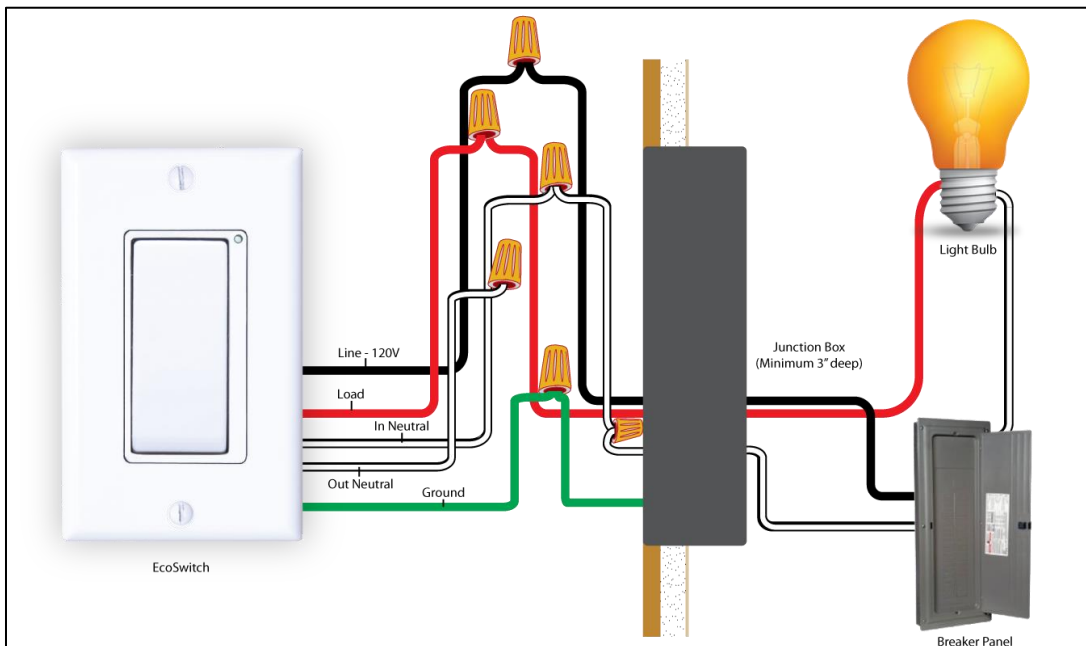 Light Bulb
Line - 120V
Junction Box
(Minimum 3" deep)
Load
In Neutral
Out Neutral
Ground
EcoSwitch
Breaker Panel